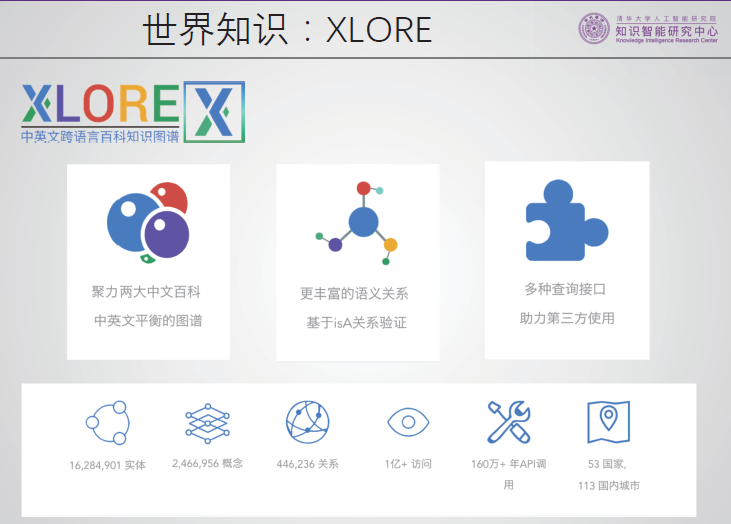 世界知识：XLORE
清华大学人工智能研究院
知识智能研究中心
Knowledge Intelligence Research Center
XLORE
中英文跨语言百科知识图谱
聚力两大中文百科
中英文平衡的图谱
更丰富的语义关系
基于isA关系验证
多种查询接口
助力第三方使用
16,284,901 实体
2,466,956 概念
446,236 关系
1亿+ 访问
160万+ 年API调
用
53 国家,
113 国内城市